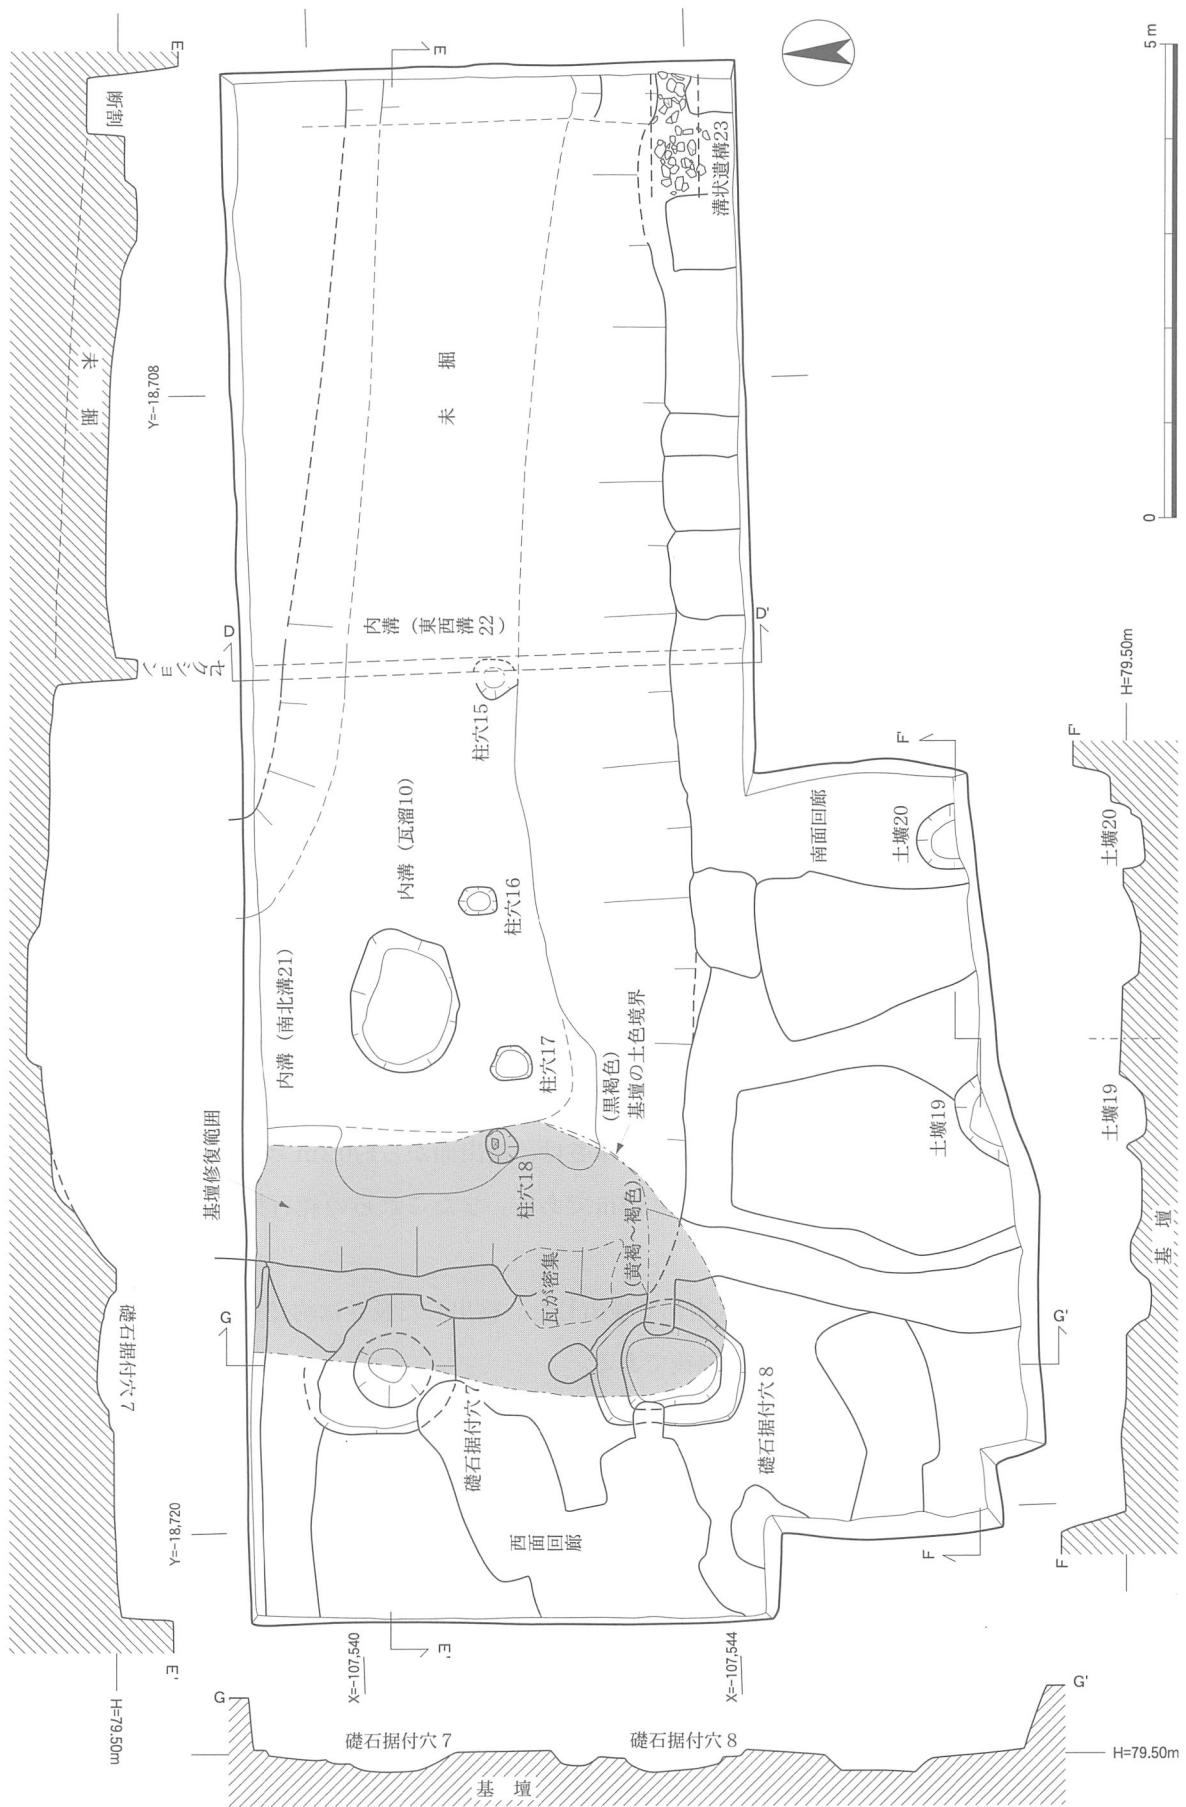 E
E
断割
溝状遺構23
5m
0
未掘
Y=-18,708
未掘
内溝（東西溝22）
D
D'
セクション
H=79.50m
柱穴15
F'
F'
南面回廊
土壙20
土壙20
内溝（瓦溜10）
柱穴16
内溝（南北溝21）
柱穴17
（黒褐色）
基壇の土色境界
土壙19
土壙19
基壇修復範囲
柱穴18
（黄褐～褐色）
瓦が密集
基壇
G
G'
礎石据付穴7
礎石据付穴7
礎石据付穴8
Y=-18,720
西面回廊
F
F
E'
E'
X=-107,540
X=-107,544
H=79.50m
G
G'
礎石据付穴7
礎石据付穴8
H=79.50m
基壇